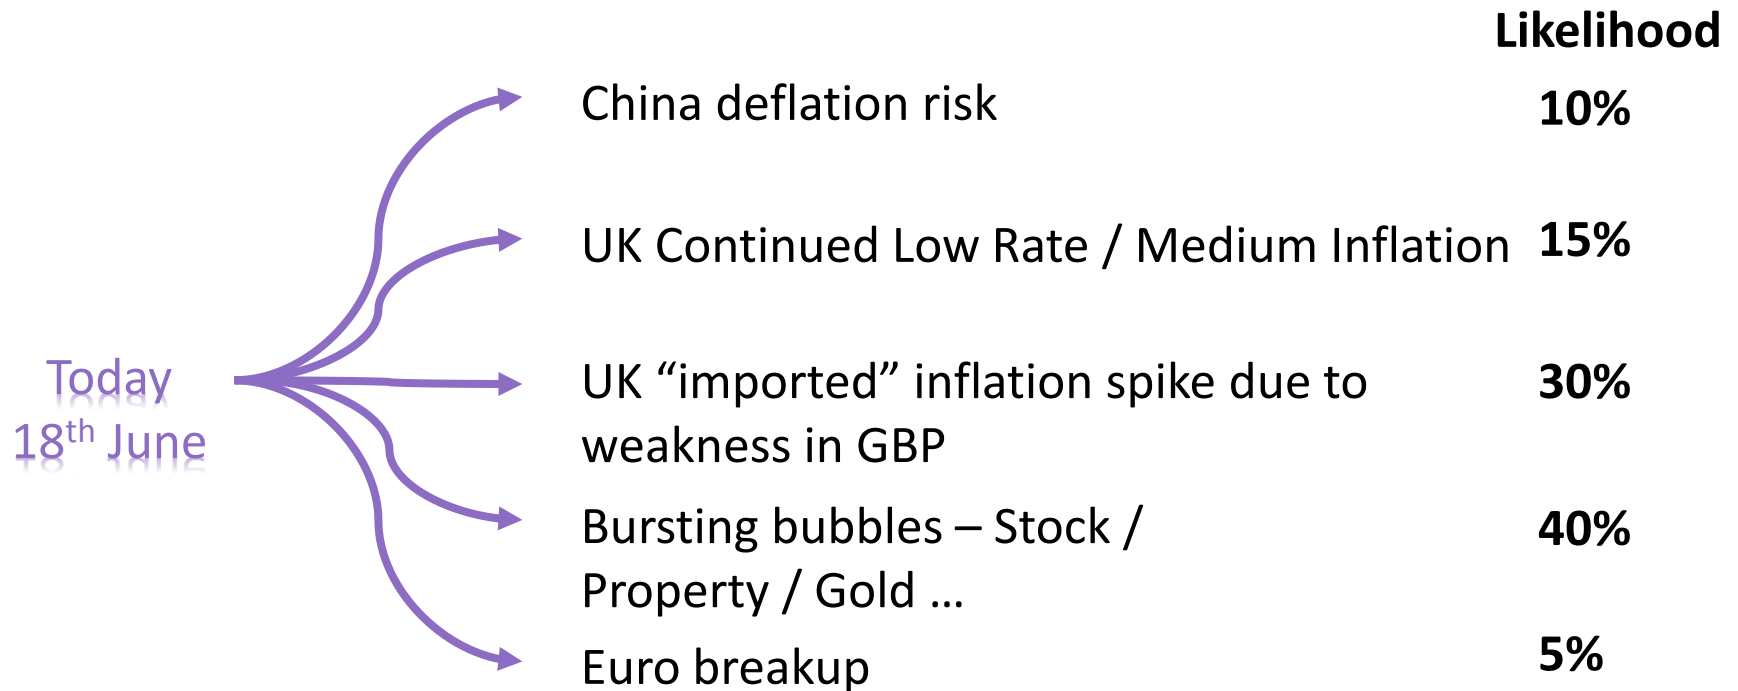 Likelihood
China deflation risk 10%
UK Continued Low Rate / Medium Inflation 15%
Today
18th June
UK “imported” inflation spike due to 30%
weakness in GBP
Bursting bubbles – Stock / 40%
Property / Gold ...
Euro breakup 5%